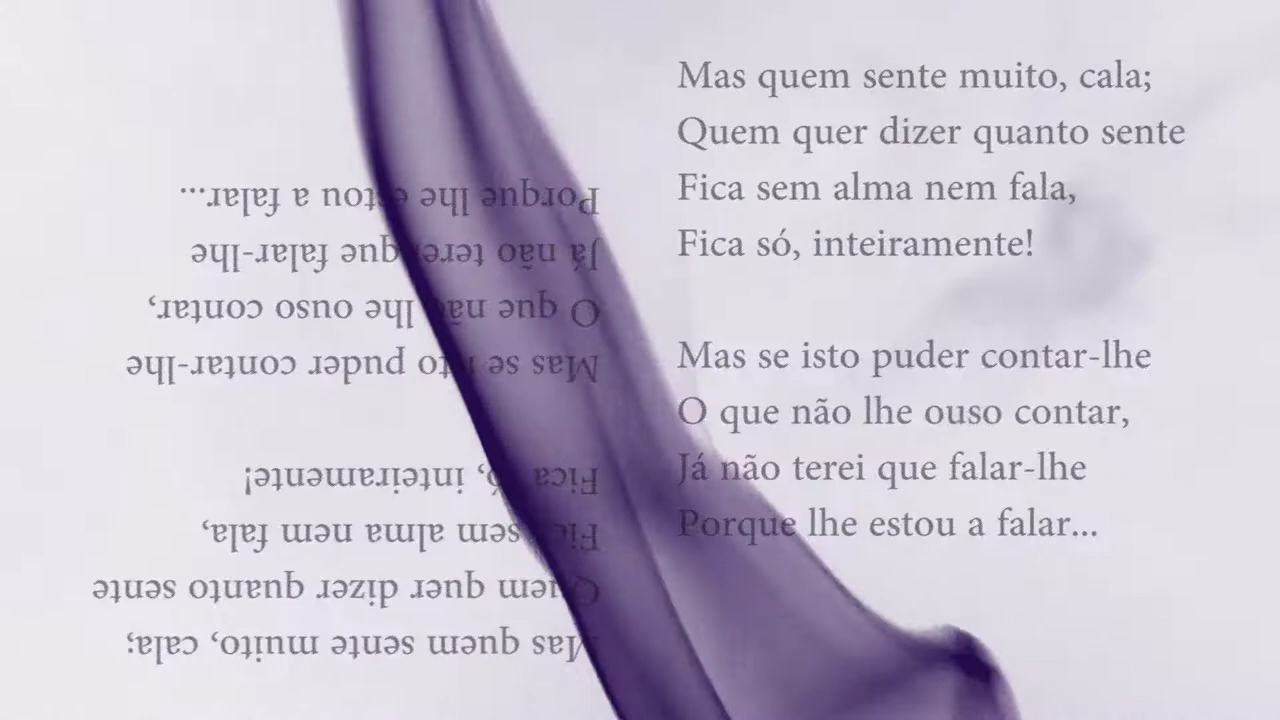 Mas quem sente muito, cala;
Quem quer dizer quanto sente
Fica sem alma nem fala,
Fica só, inteiramente!
Mas se isto puder contar-lhe
O que não lhe ouso contar,
Já não terei que falar-lhe
Porque lhe estou a falar...
Mas quem sente muito, cala;
Quem quer dizer quanto sente
Fica sem alma nem fala,
Fica só, inteiramente!
Mas se isto puder contar-lhe
O que não lhe ouso contar,
Já não terei que falar-lhe
Porque lhe estou a falar...